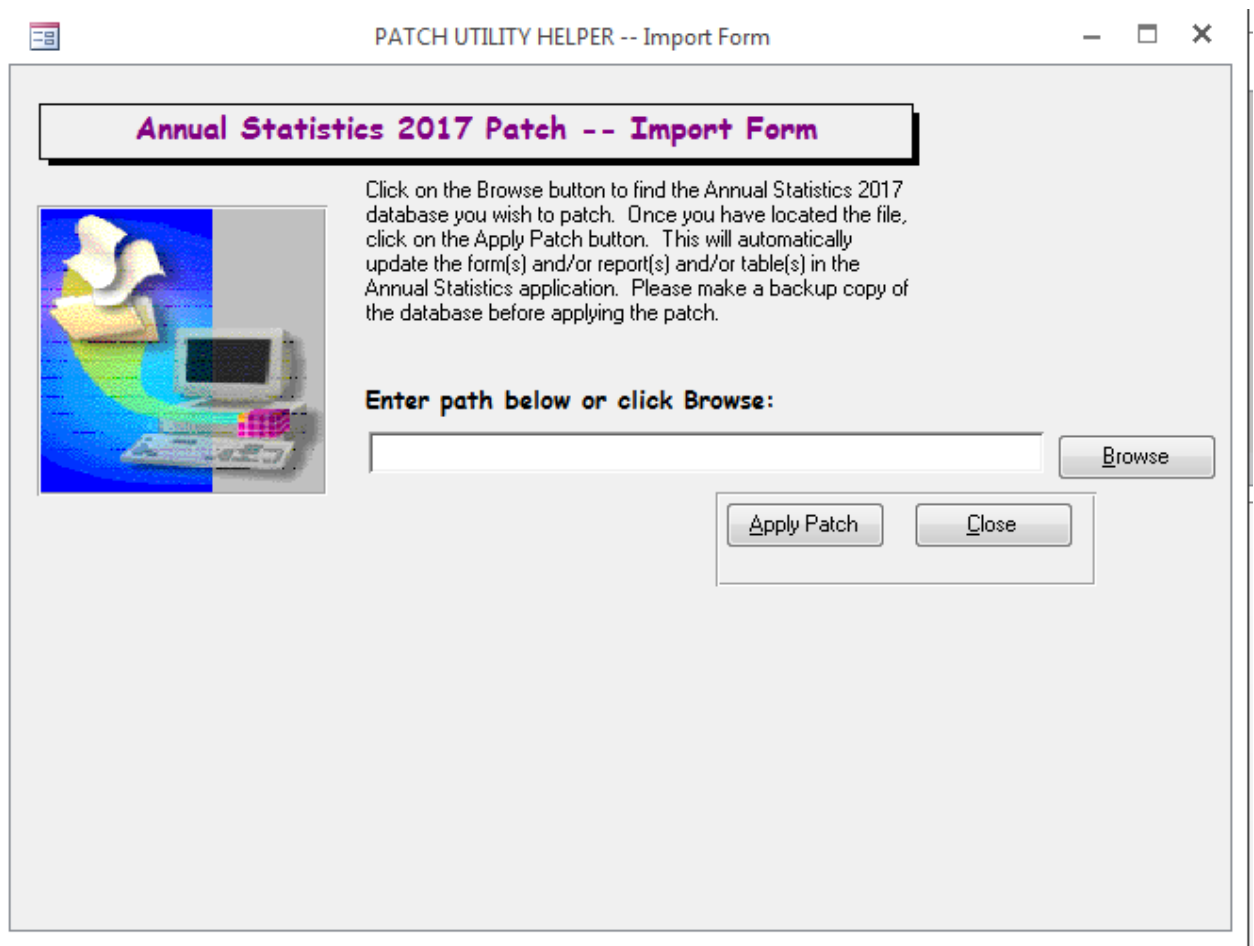 PATCH UTILITY HELPER -- Import Form
Annual Statistics 2017 Patch -- Import Form
Click on the Browse button to find the Annual Statistics 2017
database you wish to patch.  Once you have located the file,
click on the Apply Patch button.  This will automatically
update the form(s) and/or report(s) and/or table(s) in the
Annual Statistics application.  Please make a backup copy of
the database before applying the patch.
Enter path below or click Browse:
Browse
Apply Patch
Close